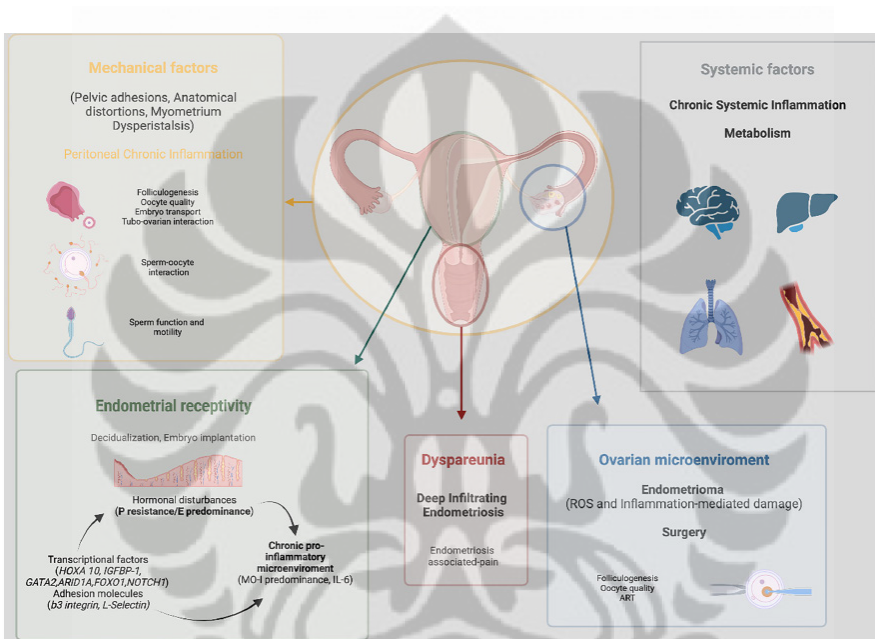 Mechanical factors
(Pelvic adhesions, Anatomical
distortions, Myometrium
Dysperistalsis)
Peritoneal Chronic Inflammation
Folliculogenesis
Oocyte quality
Embryo transport
Tubo-ovarian interaction
Sperm-oocyte
interaction
Sperm function and
motility
Systemic factors
Chronic Systemic Inflammation
Metabolism
Endometrial receptivity
Decidualization, Embryo implantation
Hormonal disturbances
(P resistance/E predominance)
Transcriptional factors
(HOXA 10, IGFBP-1,
GATA2,ARID1A,FOXO1,NOTCH1)
Adhesion molecules
(b3 integrin, L-Selectin)
Chronic pro-
inflammatory
microenviroment
(MO-I predominance, IL-6)
Dyspareunia
Deep Infiltrating
Endometriosis
Endometriosis
associated-pain
Ovarian microenviroment
Endometrioma
(ROS and Inflammation-mediated damage)
Surgery
Folliculogenesis
Oocyte quality
ART